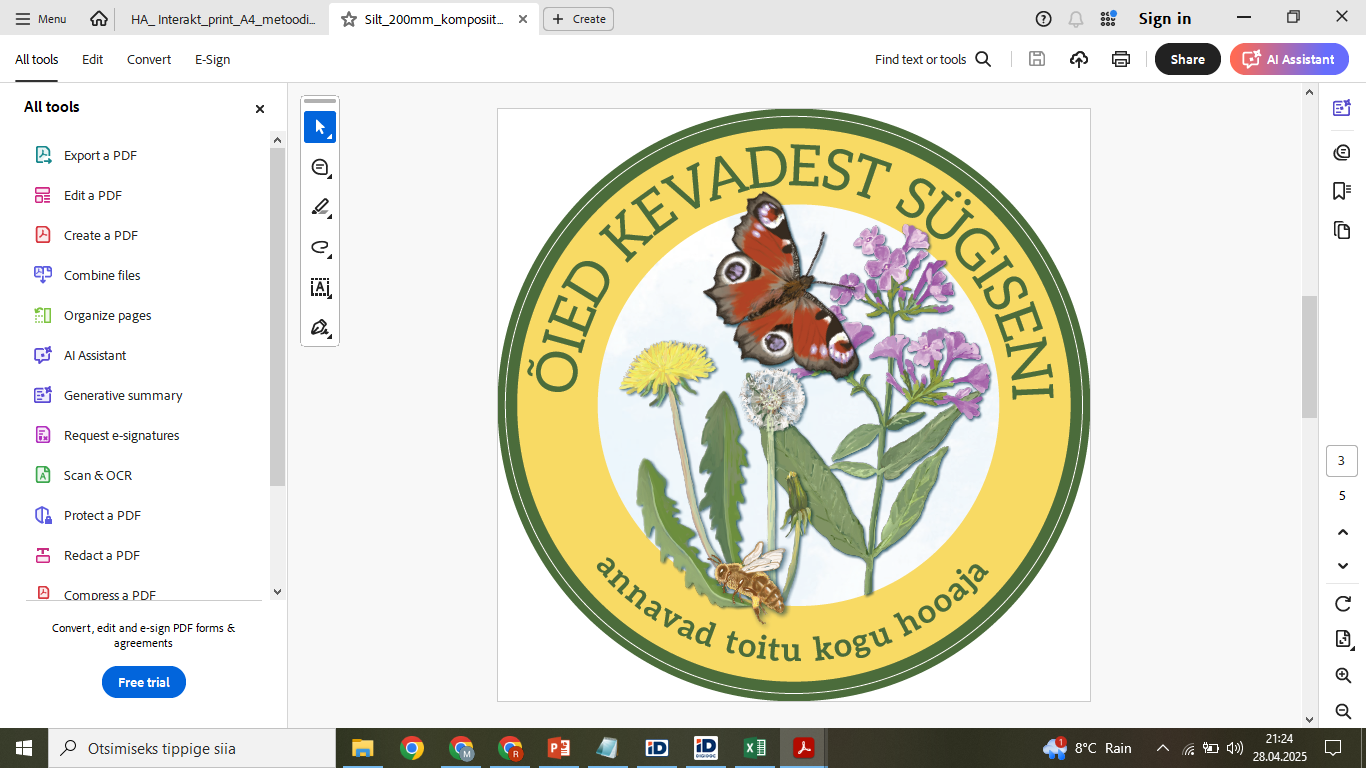 Menu
HA_ Interakt_print_A4_metoodi...
Silt_200mm_komposiit...
Create
Sign in
All tools
Edit
Convert
E-Sign
Find text or tools
Share
AI Assistant
All tools
Export a PDF
Edit a PDF
Create a PDF
Combine files
Organize pages
AI Assistant
Generative summary
Request e-signatures
Scan & OCR
Protect a PDF
Redact a PDF
Compress a PDF
Convert, edit and e-sign PDF forms &
agreements
Free trial
ÕIED KEVADEST SÜGISENI
annavad toitu kogu hooaja
3
5
Otsimiseks tippige siia
8°C Rain
21:24
28.04.2025